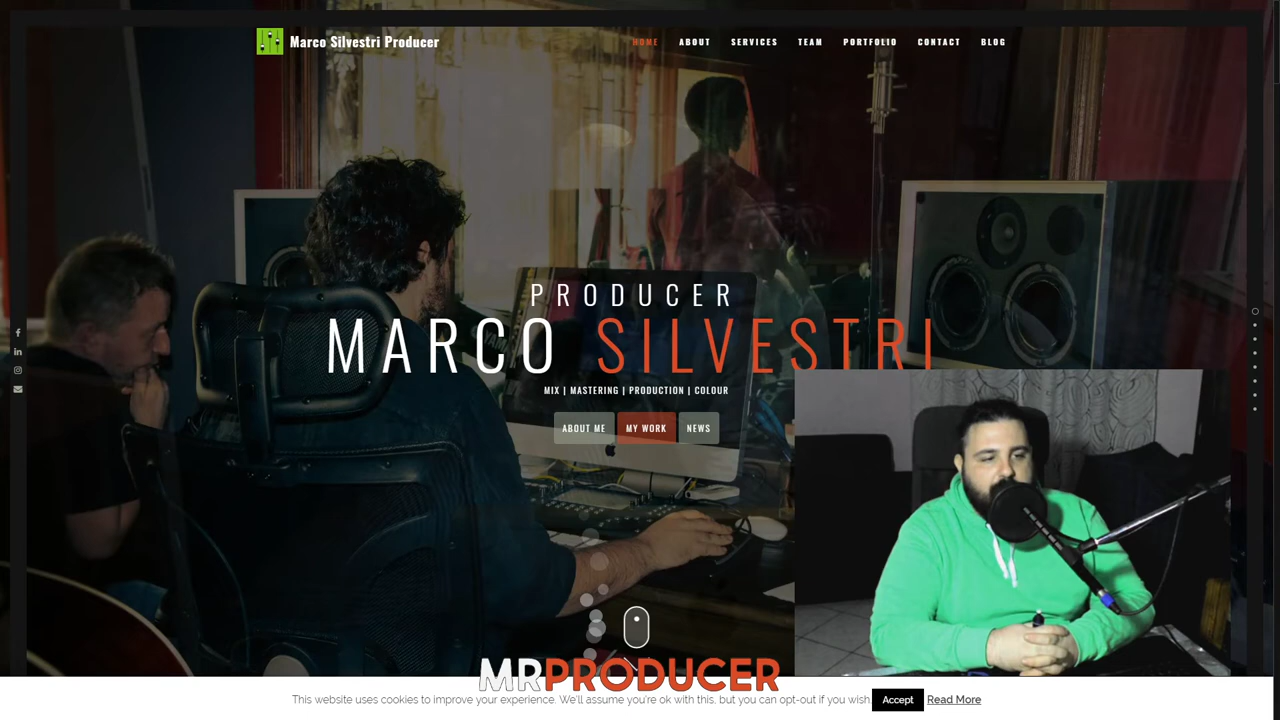 Marco Silvestri Producer
HOME ABOUT SERVICES TEAM PORTFOLIO CONTACT BLOG
PRODUCER
MARCO SILVESTRI
MIX | MASTERING | PRODUCTION | COLOUR
ABOUT ME MY WORK NEWS
MRPRODUCER
This website uses cookies to improve your experience. We'll assume you're ok with this, but you can opt-out if you wish. Accept Read More